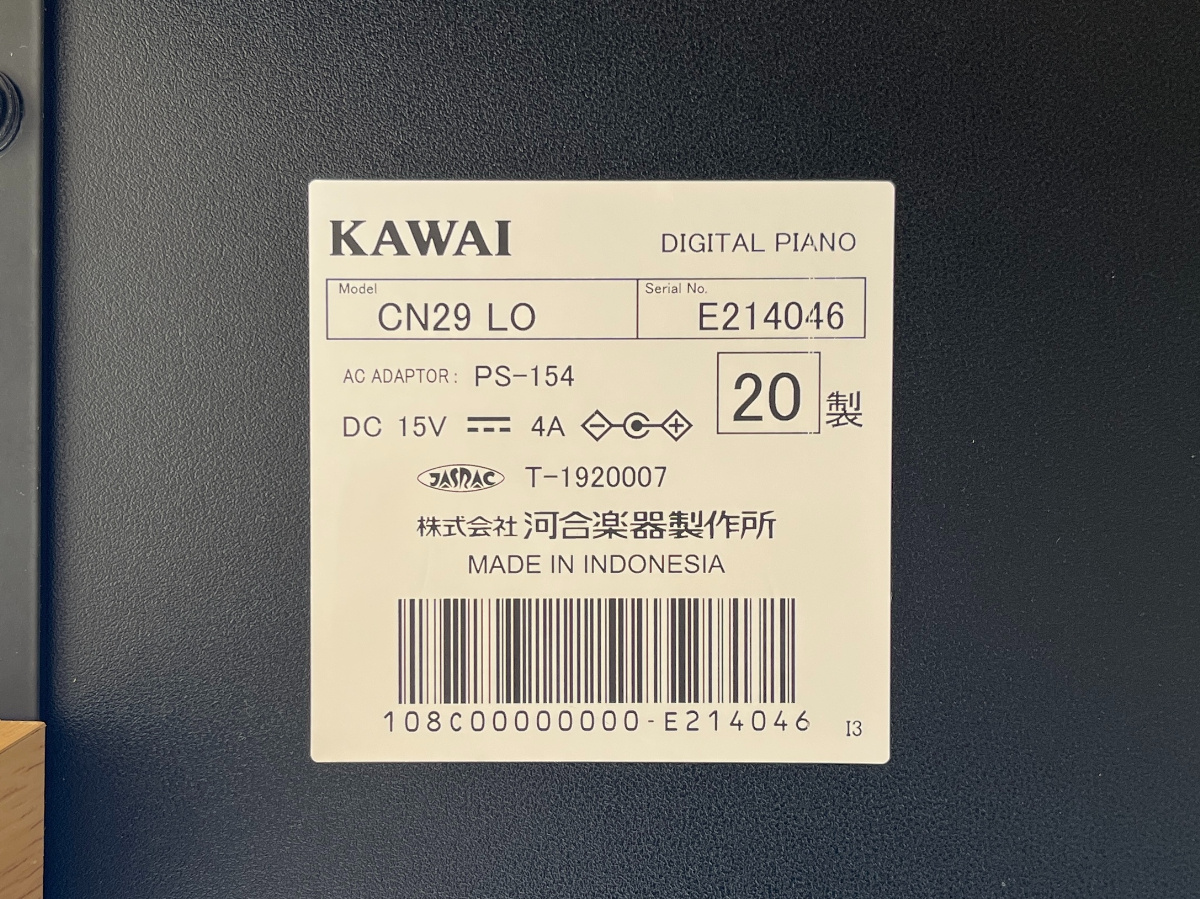 KAWAI DIGITAL PIANO
Model Serial No.
CN29 LO E214046
AC ADAPTOR: PS-154
20 製
DC 15V 4A
JASRAC T-1920007
株式会社 河合楽器製作所
MADE IN INDONESIA
108C00000000-E214046
I3